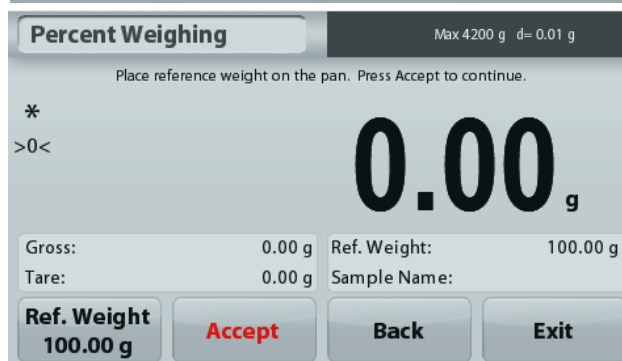 Percent Weighing
Max 4200 g d= 0.01 g
Place reference weight on the pan. Press Accept to continue.
*
>0<
0.00 g
Gross: 0.00 g Ref. Weight: 100.00 g
Tare: 0.00 g Sample Name:
Ref. Weight
100.00 g
Accept
Back
Exit